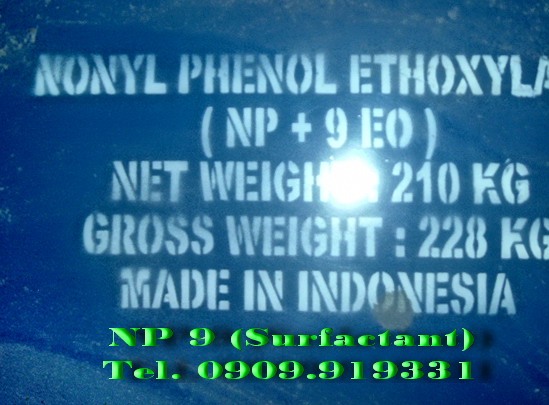 NONYL PHENOL ETHOXYLA
( NP + 9 EO )
NET WEIGH : 210 KG
GROSS WEIGHT : 228 KG
MADE IN INDONESIA
NP 9 (Surfactant)
Tel. 0909.919331